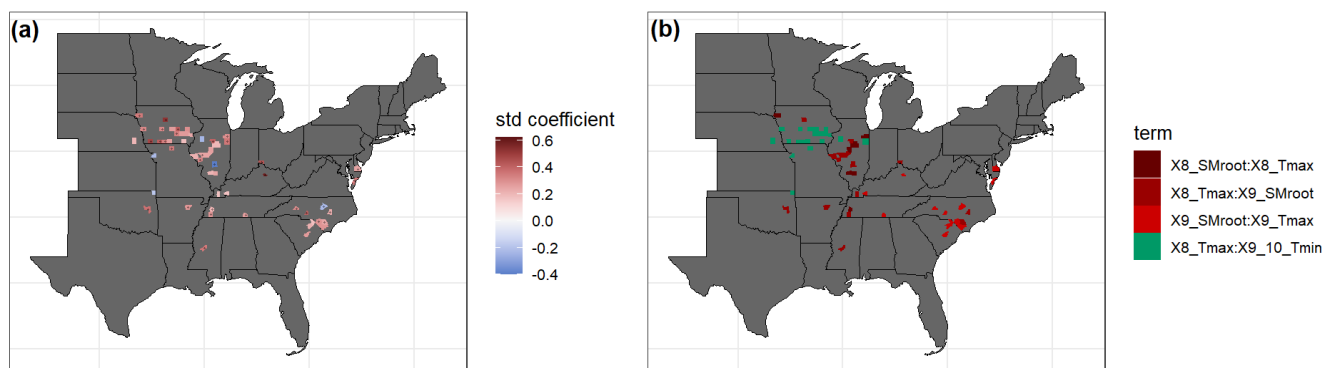 (a)
std coefficient
0.6
0.4
0.2
0.0
-0.2
-0.4
(b)
term
X8_SMroot:X8_Tmax
X8_Tmax:X9_SMroot
X9_SMroot:X9_Tmax
X8_Tmax:X9_10_Tmin